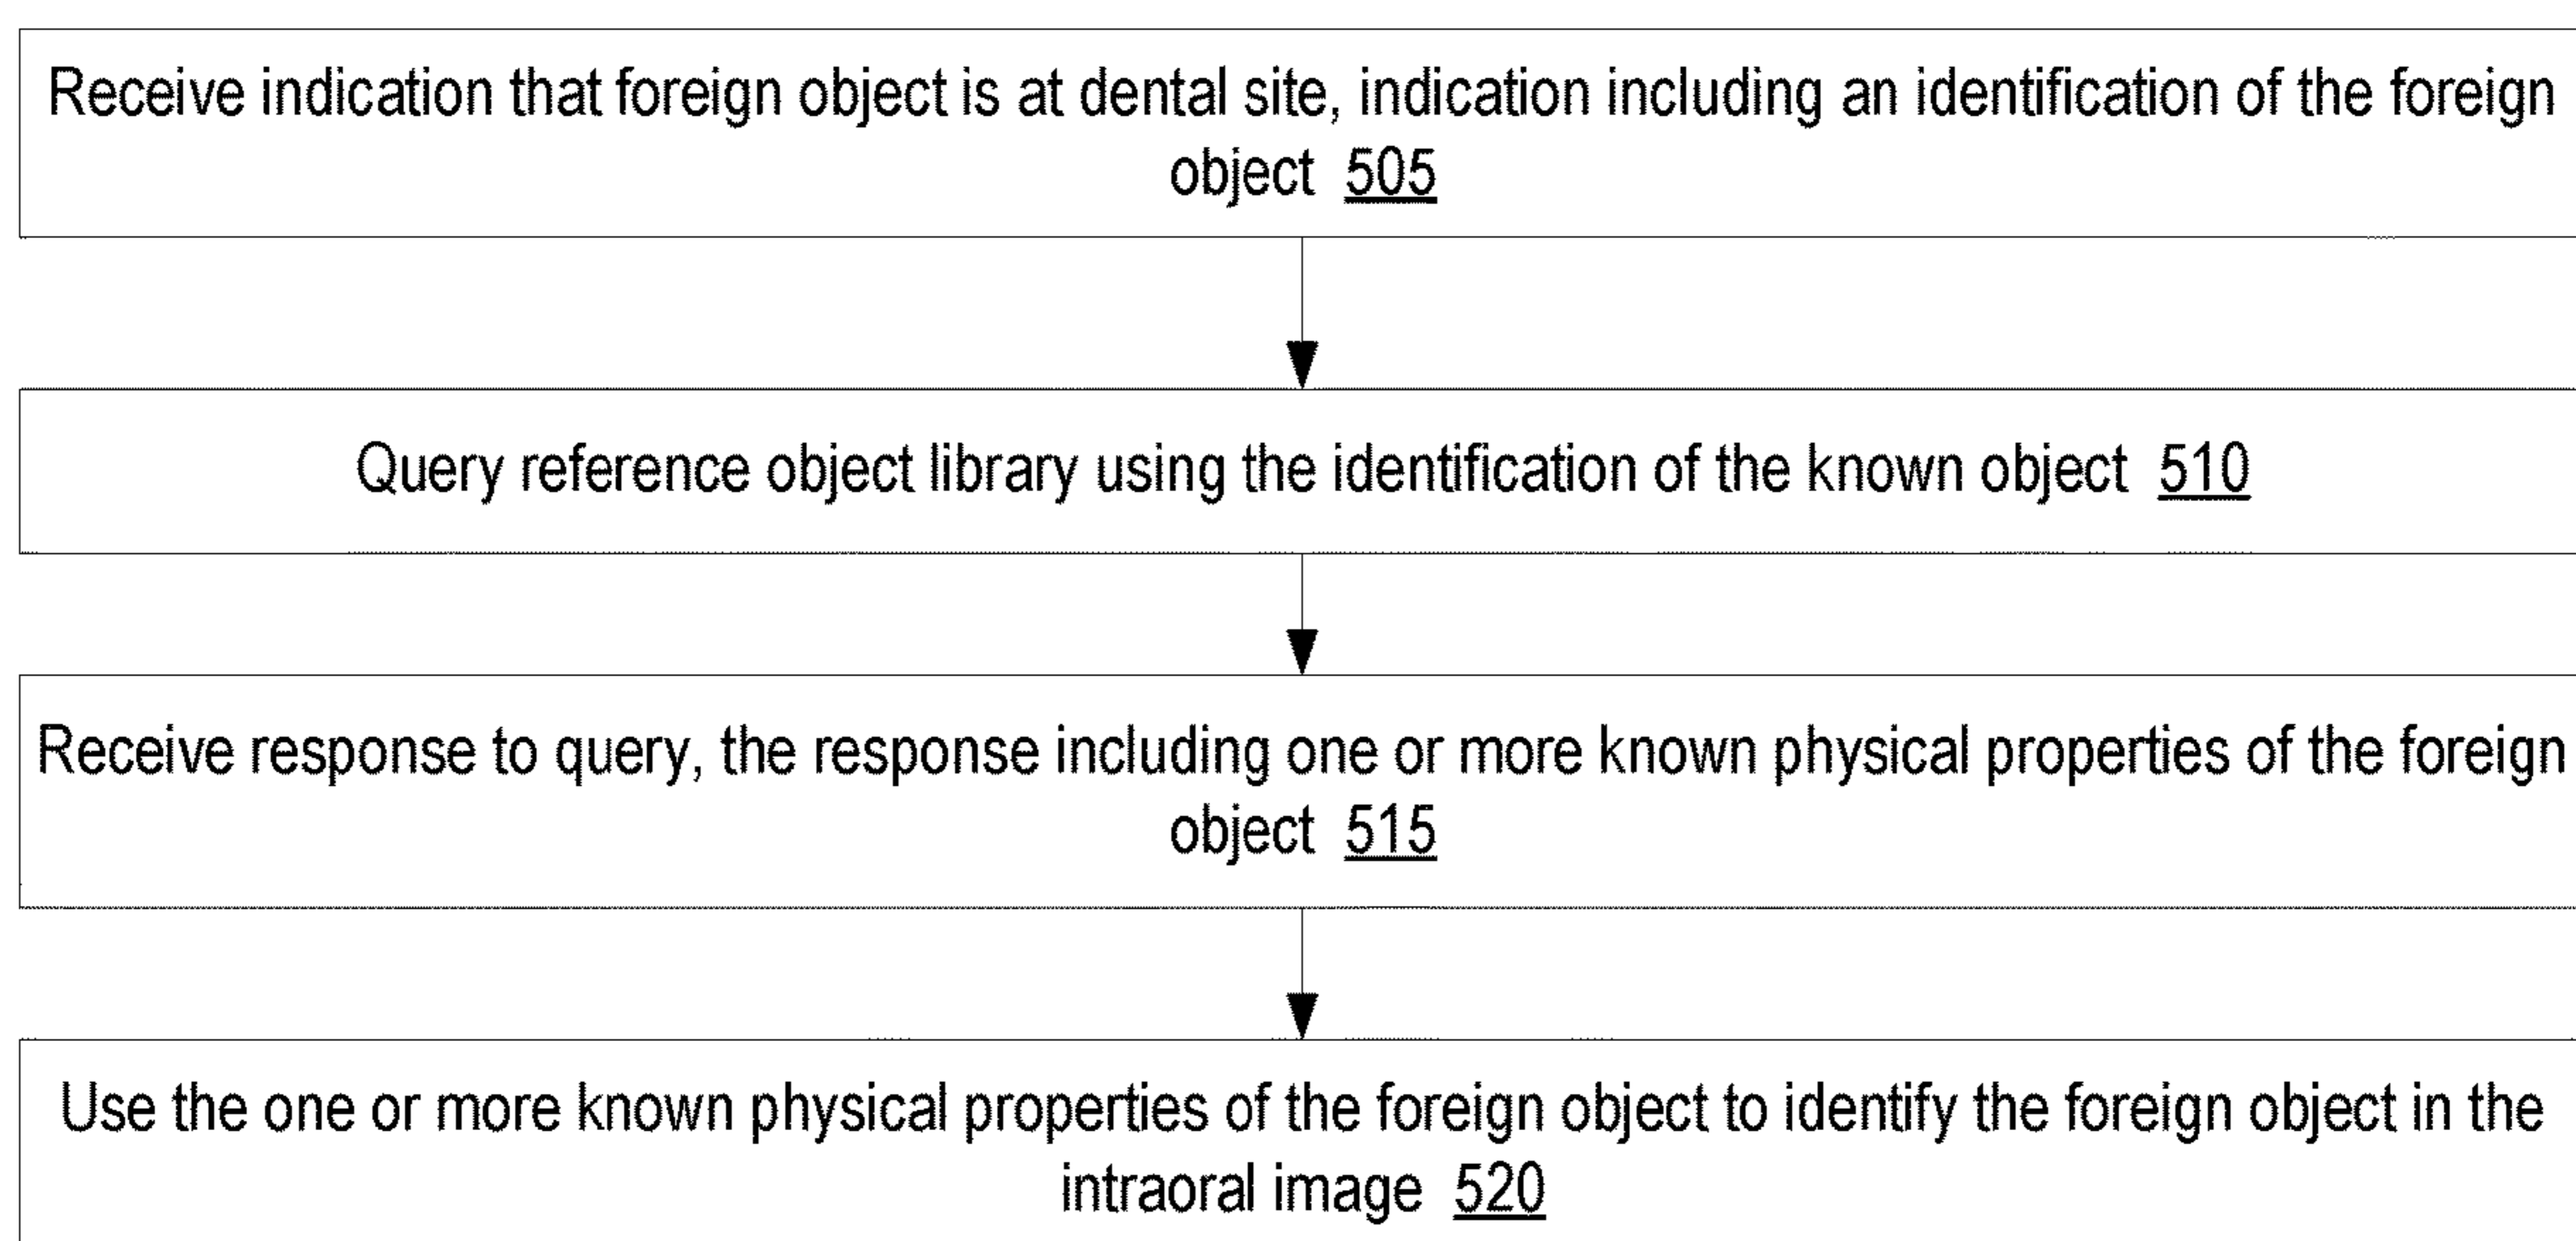 Receive indication that foreign object is at dental site, indication including an identification of the foreign
object 505
Query reference object library using the identification of the known object 510
Receive response to query, the response including one or more known physical properties of the foreign
object 515
Use the one or more known physical properties of the foreign object to identify the foreign object in the
intraoral image 520